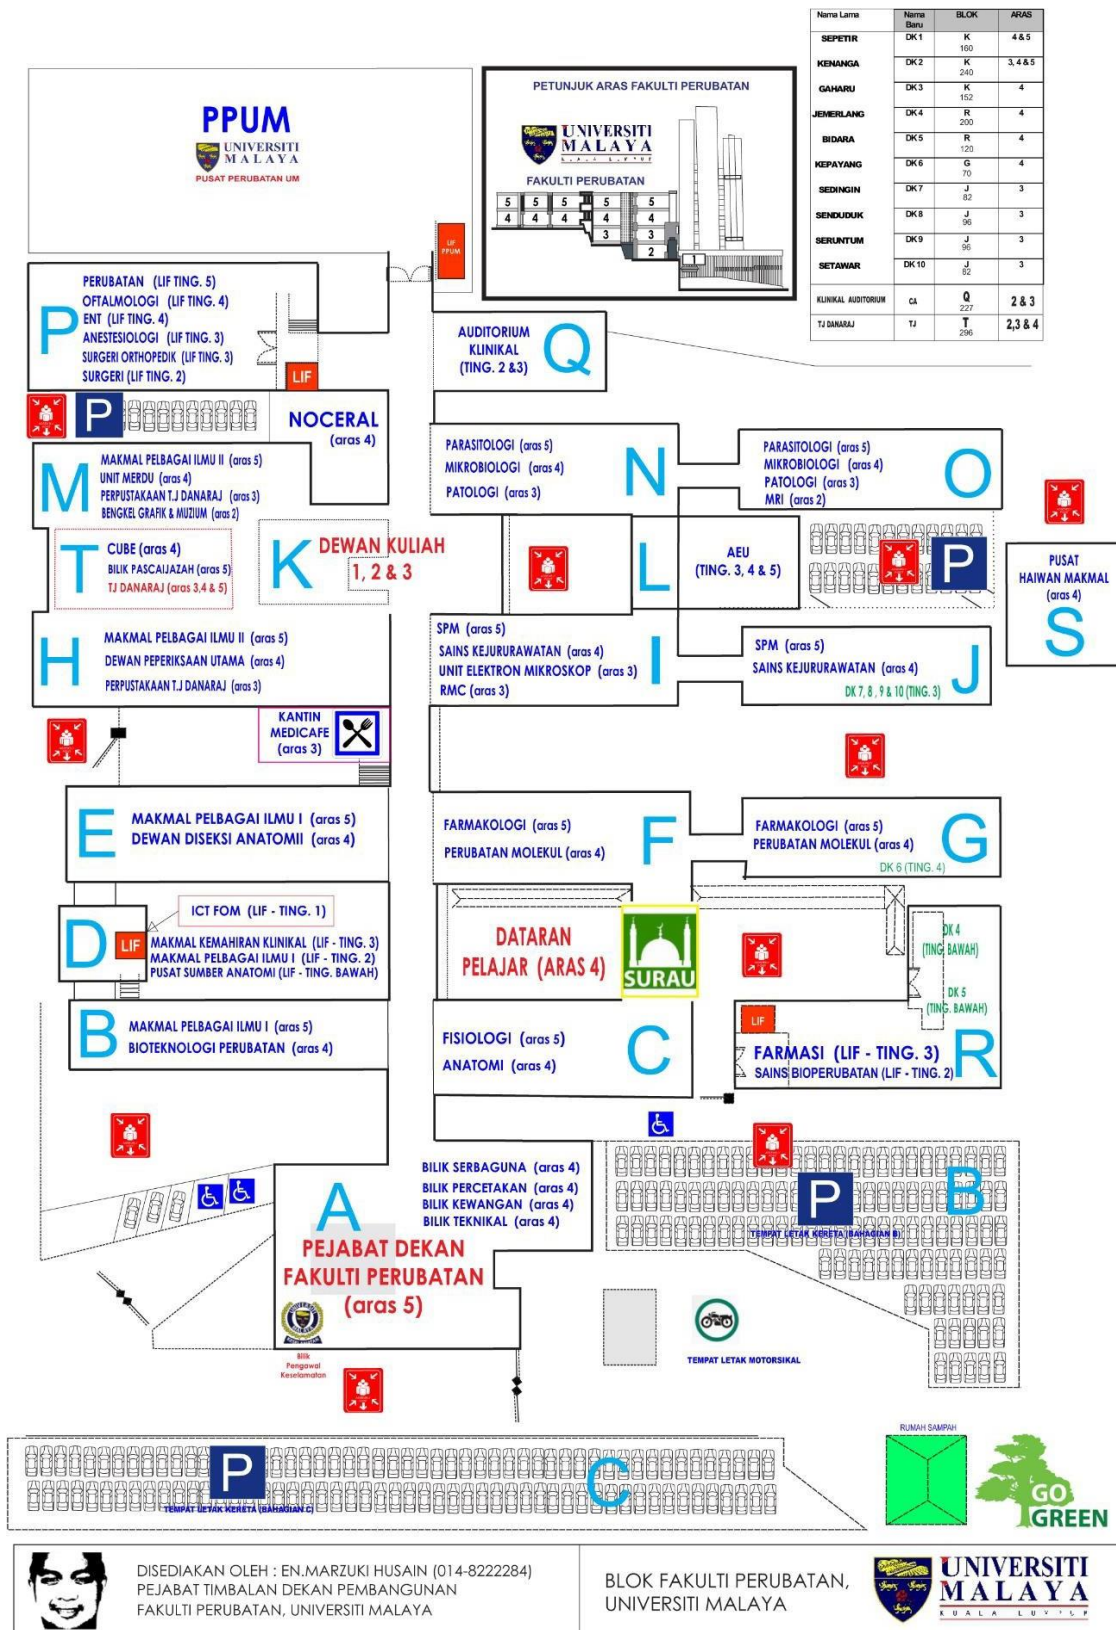 Nama Lama Nama Baru BLOK ARAS
SEPETIR DK 1 K 160 4 & 5
KENANGA DK 2 K 240 3, 4 & 5
GAHARU DK 3 K 152 4
JEMERLANG DK 4 R 200 4
BIDARA DK 5 R 120 4
KEPAYANG DK 6 G 70 4
SEDINGIN DK 7 J 82 3
SENDUDUK DK 8 J 96 3
SERUNTUM DK 9 J 96 3
SETAWAR DK 10 J 82 3
KLINIKAL AUDITORIUM CA Q 227 2 & 3
TJ DANARAJ TJ T 296 2,3 & 4
PPUM
UNIVERSITI
MALAYA
PUSAT PERUBATAN UM
PETUNJUK ARAS FAKULTI PERUBATAN
UNIVERSITI
MALAYA
KUALA LUMPUR
FAKULTI PERUBATAN
5 5 5 5 5
4 4 4 4 4
3 3
2
1
LIF
PPUM
P
PERUBATAN (LIF TING. 5)
OFTALMOLOGI (LIF TING. 4)
ENT (LIF TING. 4)
ANESTESIOLOGI (LIF TING. 3)
SURGERI ORTHOPEDIK (LIF TING. 3)
SURGERI (LIF TING. 2)
LIF
AUDITORIUM
KLINIKAL
(TING. 2 &3)
Q
P
NOCERAL
(aras 4)
M
MAKMAL PELBAGAI ILMU II (aras 5)
UNIT MERDU (aras 4)
PERPUSTAKAAN T.J DANARAJ (aras 3)
BENGKEL GRAFIK & MUZIUM (aras 2)
PARASITOLOGI (aras 5)
MIKROBIOLOGI (aras 4)
PATOLOGI (aras 3)
N
PARASITOLOGI (aras 5)
MIKROBIOLOGI (aras 4)
PATOLOGI (aras 3)
MRI (aras 2)
O
T
CUBE (aras 4)
BILIK PASCAIJAZAH (aras 5)
TJ DANARAJ (aras 3,4 & 5)
K
DEWAN KULIAH
1, 2 & 3
L
AEU
(TING. 3, 4 & 5)
P
PUSAT
HAIWAN MAKMAL
(aras 4)
S
H
MAKMAL PELBAGAI ILMU II (aras 5)
DEWAN PEPERIKSAAN UTAMA (aras 4)
PERPUSTAKAAN T.J DANARAJ (aras 3)
SPM (aras 5)
SAINS KEJURURAWATAN (aras 4)
UNIT ELEKTRON MIKROSKOP (aras 3)
RMC (aras 3)
I
SPM (aras 5)
SAINS KEJURURAWATAN (aras 4)
DK 7, 8 , 9 & 10 (TING. 3)
J
KANTIN
MEDICAFE
(aras 3)
E
MAKMAL PELBAGAI ILMU I (aras 5)
DEWAN DISEKSI ANATOMII (aras 4)
FARMAKOLOGI (aras 5)
PERUBATAN MOLEKUL (aras 4)
F
FARMAKOLOGI (aras 5)
PERUBATAN MOLEKUL (aras 4)
DK 6 (TING. 4)
G
D
LIF
ICT FOM (LIF - TING. 1)
MAKMAL KEMAHIRAN KLINIKAL (LIF - TING. 3)
MAKMAL PELBAGAI ILMU I (LIF - TING. 2)
PUSAT SUMBER ANATOMI (LIF - TING. BAWAH)
DATARAN
PELAJAR (ARAS 4)
SURAU
DK 4
(TING. BAWAH)
DK 5
(TING. BAWAH)
B
MAKMAL PELBAGAI ILMU I (aras 5)
BIOTEKNOLOGI PERUBATAN (aras 4)
FISIOLOGI (aras 5)
ANATOMI (aras 4)
C
LIF
FARMASI (LIF - TING. 3)
SAINS BIOPERUBATAN (LIF - TING. 2)
R
BILIK SERBAGUNA (aras 4)
BILIK PERCETAKAN (aras 4)
BILIK KEWANGAN (aras 4)
BILIK TEKNIKAL (aras 4)
A
PEJABAT DEKAN
FAKULTI PERUBATAN
(aras 5)
Bilik
Pengawal
Keselamatan
P
B
TEMPAT LETAK KERETA (BAHAGIAN B)
TEMPAT LETAK MOTORSIKAL
P
C
TEMPAT LETAK KERETA (BAHAGIAN C)
RUMAH SAMPAH
GO
GREEN
DISEDIAKAN OLEH : EN.MARZUKI HUSAIN (014-8222284)
PEJABAT TIMBALAN DEKAN PEMBANGUNAN
FAKULTI PERUBATAN, UNIVERSITI MALAYA
BLOK FAKULTI PERUBATAN,
UNIVERSITI MALAYA
UNIVERSITI
MALAYA
KUALA LUMPUR